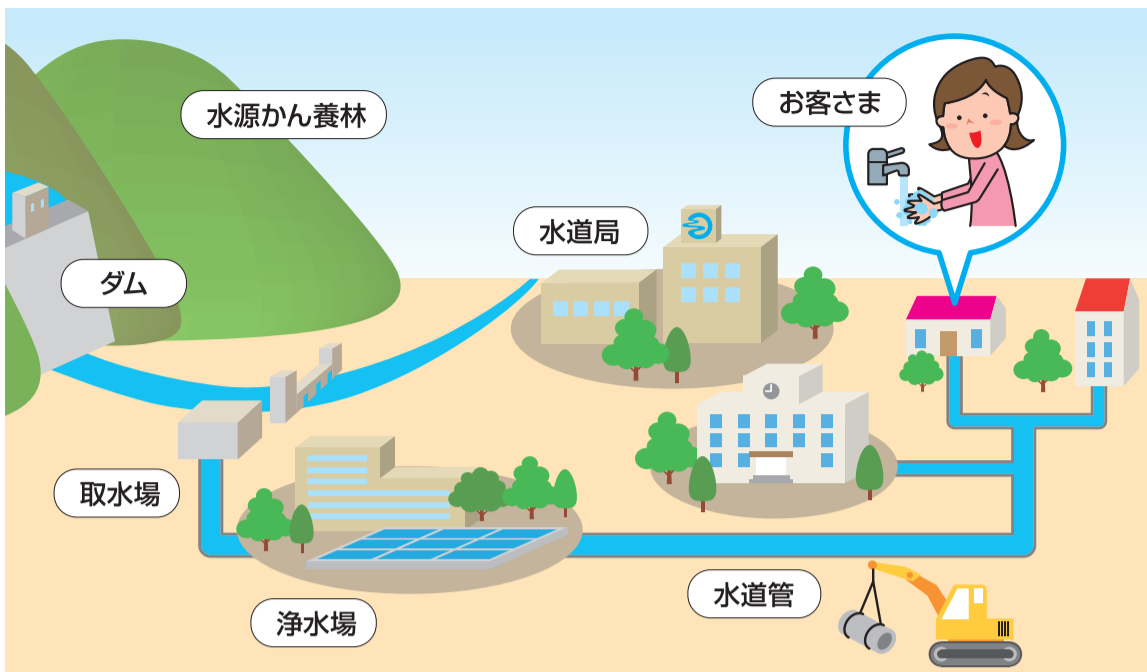 水源かん養林
お客さま
水道局
ダム
取水場
水道管
浄水場